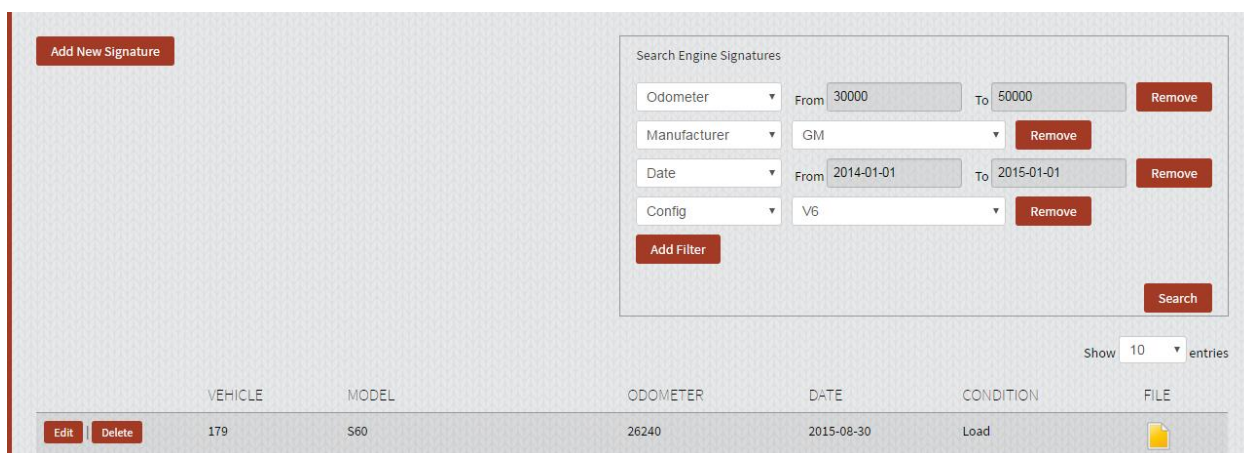 Add New Signature
Search Engine Signatures
Odometer From 30000 To 50000 Remove
Manufacturer GM Remove
Date From 2014-01-01 To 2015-01-01 Remove
Config V6 Remove
Add Filter
Search
Show 10 entries
VEHICLE MODEL ODOMETER DATE CONDITION FILE
Edit | Delete 179 S60 26240 2015-08-30 Load